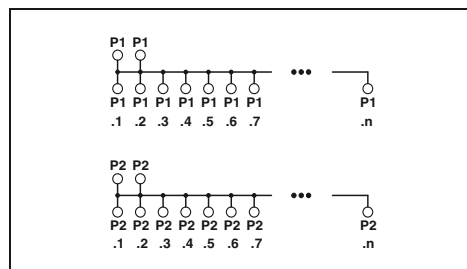 P1 P1
P1 P1 P1 P1 P1 P1 P1 P1
.1 .2 .3 .4 .5 .6 .7 .n
P2 P2
P2 P2 P2 P2 P2 P2 P2 P2
.1 .2 .3 .4 .5 .6 .7 .n